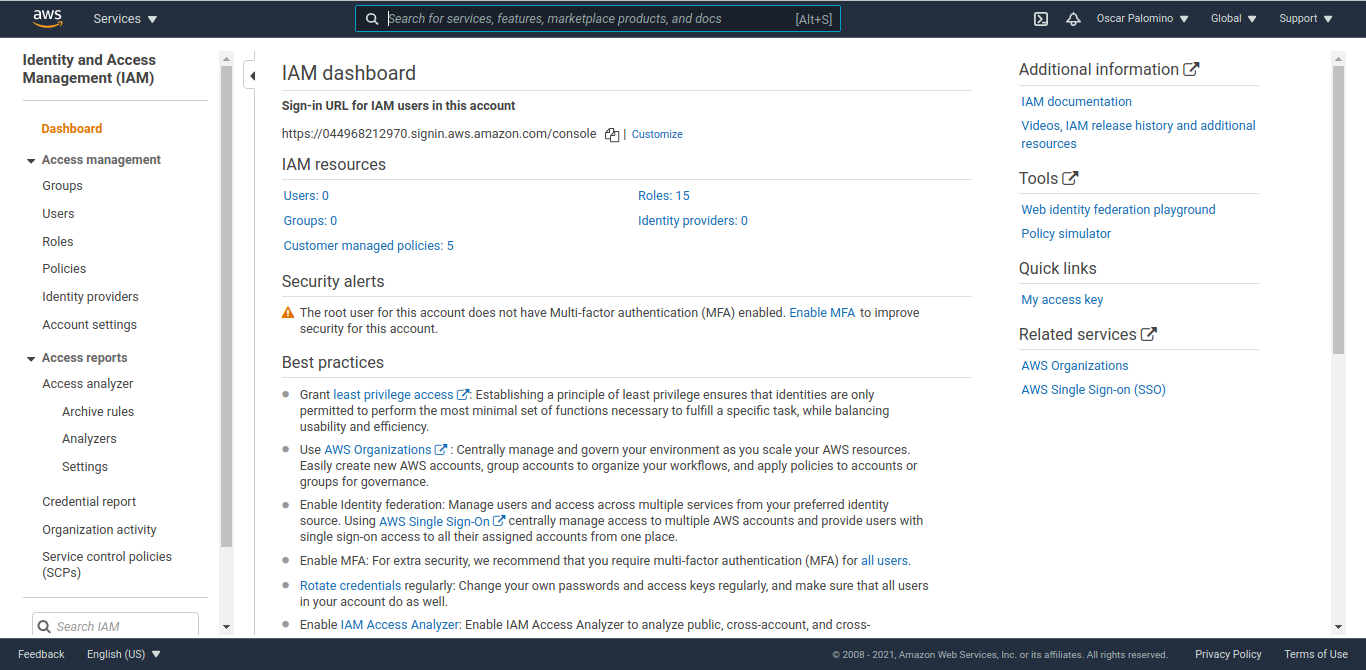 aws
Services
Search for services, features, marketplace products, and docs
[Alt+S]
Oscar Palomino
Global
Support
Identity and Access
Management (IAM)
Dashboard
Access management
Groups
Users
Roles
Policies
Identity providers
Account settings
Access reports
Access analyzer
Archive rules
Analyzers
Settings
Credential report
Organization activity
Service control policies
(SCPs)
Search IAM
IAM dashboard
Sign-in URL for IAM users in this account
https://044968212970.signin.aws.amazon.com/console | Customize
IAM resources
Users: 0
Roles: 15
Groups: 0
Identity providers: 0
Customer managed policies: 5
Security alerts
The root user for this account does not have Multi-factor authentication (MFA) enabled. Enable MFA to improve
security for this account.
Best practices
Grant least privilege access : Establishing a principle of least privilege ensures that identities are only
permitted to perform the most minimal set of functions necessary to fulfill a specific task, while balancing
usability and efficiency.
Use AWS Organizations : Centrally manage and govern your environment as you scale your AWS resources.
Easily create new AWS accounts, group accounts to organize your workflows, and apply policies to accounts or
groups for governance.
Enable Identity federation: Manage users and access across multiple services from your preferred identity
source. Using AWS Single Sign-On centrally manage access to multiple AWS accounts and provide users with
single sign-on access to all their assigned accounts from one place.
Enable MFA: For extra security, we recommend that you require multi-factor authentication (MFA) for all users.
Rotate credentials regularly: Change your own passwords and access keys regularly, and make sure that all users
in your account do as well.
Enable IAM Access Analyzer: Enable IAM Access Analyzer to analyze public, cross-account, and cross-
Additional information
IAM documentation
Videos, IAM release history and additional
resources
Tools
Web identity federation playground
Policy simulator
Quick links
My access key
Related services
AWS Organizations
AWS Single Sign-on (SSO)
Feedback
English (US)
© 2008 - 2021, Amazon Web Services, Inc. or its affiliates. All rights reserved.
Privacy Policy
Terms of Use